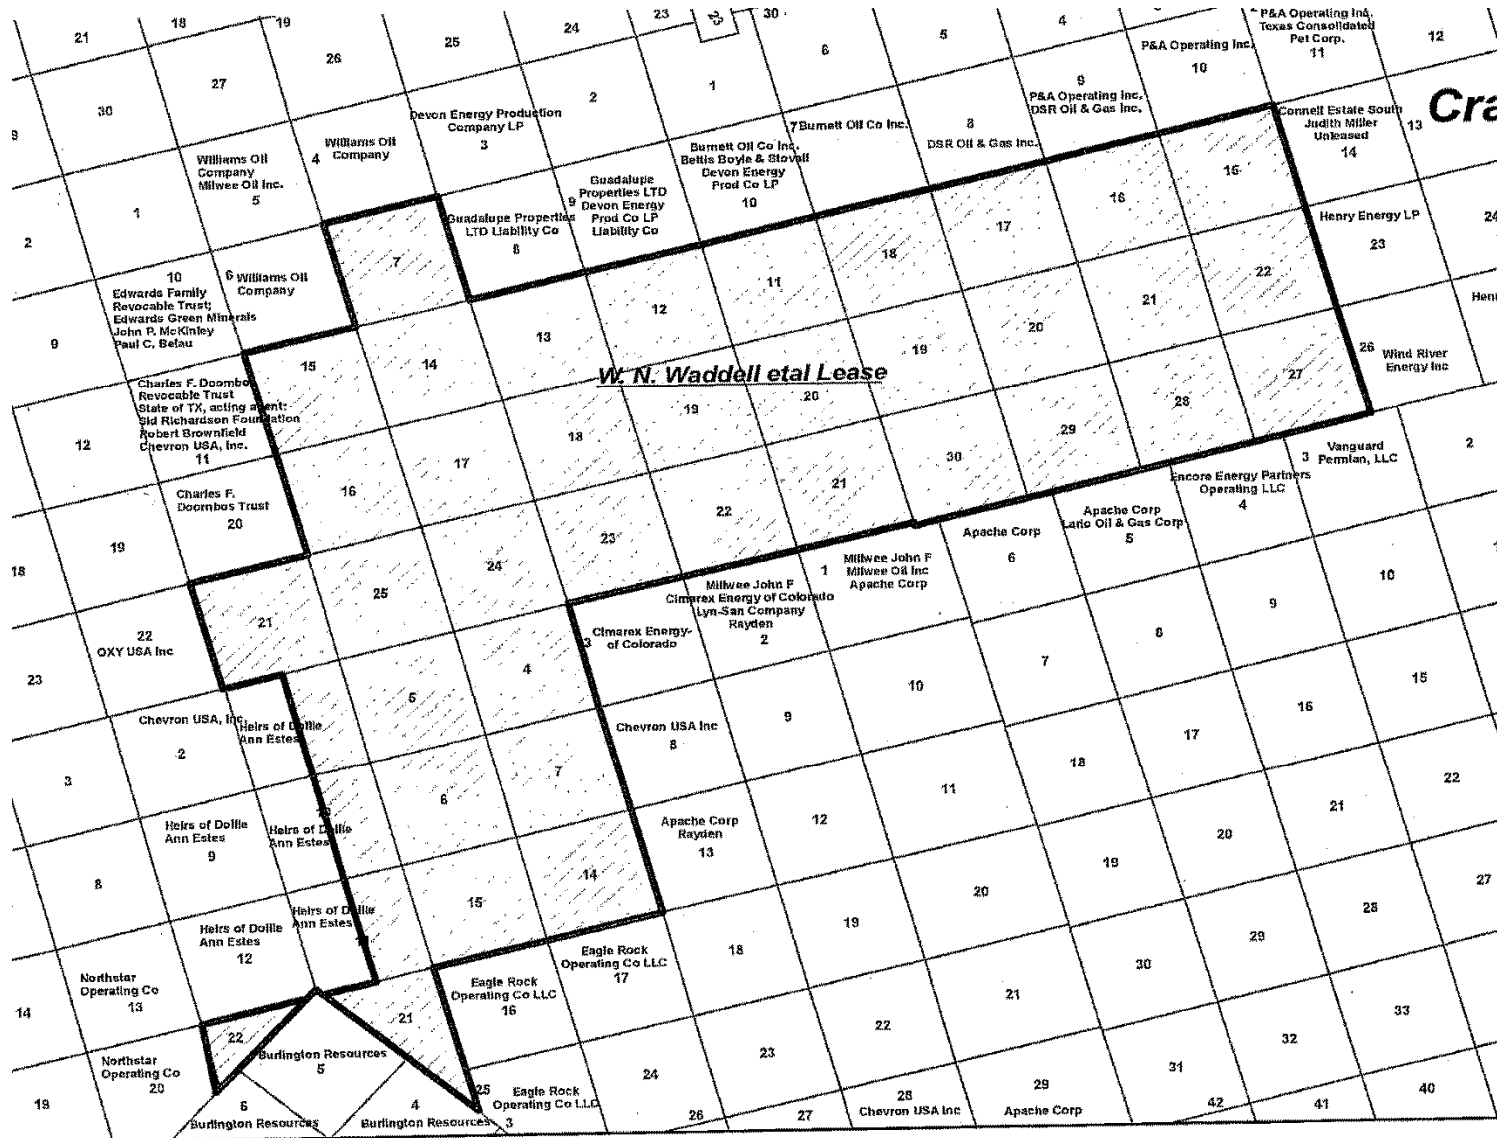 21
18
19
26
25
24
23
30
6
5
4
P&A Operating Inc.
10
P&A Operating Inc.
Texas Consolidated
Pet Corp.
11
12
30
27
Williams Oil
Company
4
Devon Energy Production
Company LP
3
2
1
7 Burnett Oil Co Inc.
8
DSR Oil & Gas Inc.
9
P&A Operating Inc.
DSR Oil & Gas Inc.
Connell Estate South
Judith Miller
Unleased
14
13
Cra
Williams Oil
Company
Milwee Oil Inc.
5
1
2
Burnett Oil Co Inc.
Bettis Boyle & Stovall
Devon Energy
Prod Co LP
10
9
Guadalupe
Properties LTD
Devon Energy
Prod Co LP
Liability Co
Guadalupe Properties
LTD Liability Co
8
7
6 Williams Oil
Company
10
Edwards Family
Revocable Trust;
Edwards Green Minerals
John P. McKinley
Paul C. Belau
9
15
14
13
12
11
18
17
16
15
Henry Energy LP
23
24
22
21
20
19
W. N. Waddell etal Lease
Henr
26
Wind River
Energy Inc
27
28
29
30
20
19
18
17
16
21
22
23
24
25
Charles F. Doornbos
Revocable Trust
State of TX, acting agent:
Sid Richardson Foundation
Robert Brownfield
Chevron USA, Inc.
11
12
Charles F.
Doornbos Trust
20
19
18
21
22
OXY USA Inc
23
3 Vanguard
Permian, LLC
2
Encore Energy Partners
Operating LLC
4
Apache Corp
Lario Oil & Gas Corp
5
Apache Corp
6
1
Millwee John F
Milwee Oil Inc
Apache Corp
Millwee John F
Cimarex Energy of Colorado
Lyn-San Company
Rayden
2
3 Cimarex Energy
of Colorado
4
5
Chevron USA, Inc.
2
Heirs of Dollie
Ann Estes
3
Chevron USA Inc
8
9
10
7
8
9
10
15
16
17
18
11
12
7
6
Heirs of Dollie
Ann Estes
9
10
Heirs of Dollie
Ann Estes
8
Apache Corp
Rayden
13
14
15
22
21
20
19
20
19
18
27
28
29
30
21
22
23
24
Heirs of Dollie
Ann Estes
Heirs of Dollie
Ann Estes
12
Northstar
Operating Co
13
14
Eagle Rock
Operating Co LLC
17
Eagle Rock
Operating Co LLC
16
21
22
Burlington Resources
5
Northstar
Operating Co
20
19
6
Burlington Resources
4
Burlington Resources
25
Eagle Rock
Operating Co LLC
3
26
27
28
Chevron USA Inc
29
Apache Corp
31
32
33
42
41
40